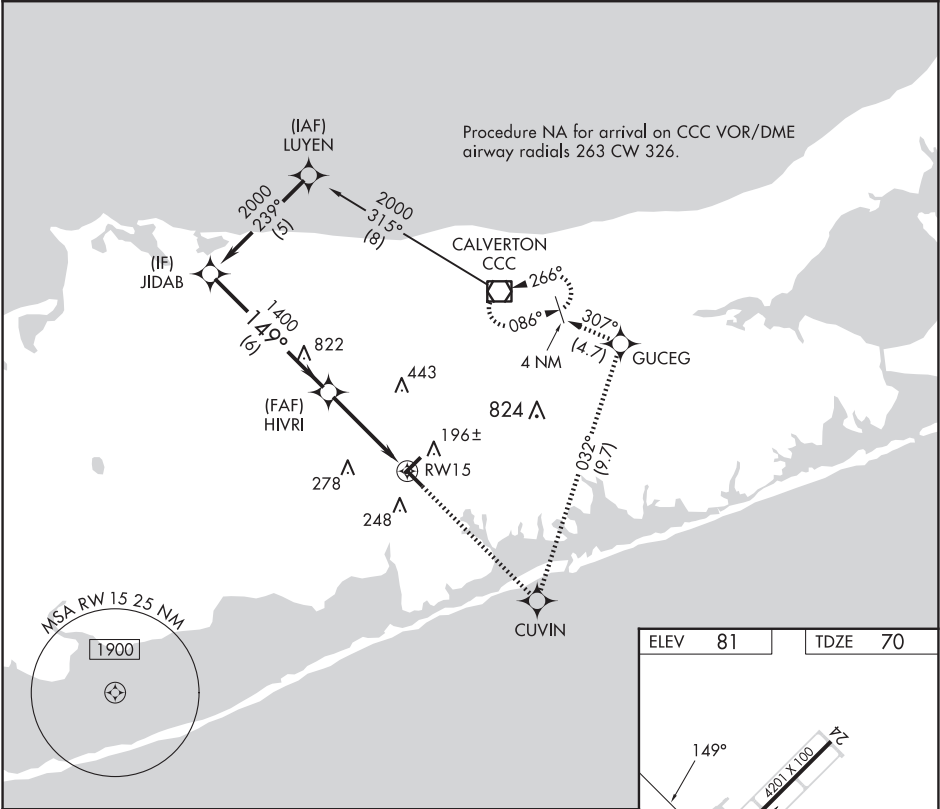 (IAF)
LUYEN
Procedure NA for arrival on CCC VOR/DME
airway radials 263 CW 326.
2000
239°
(5)
2000
315°
(8)
CALVERTON
CCC
(IF)
JIDAB
266°
086°
307°
(4.7)
4 NM
GUCEG
1400
149°
(6)
822
443
(FAF)
HIVRI
824
196±
RW15
278
248
032°
(9.7)
CUVIN
MSA RW 15 25 NM
1900
ELEV 81
TDZE 70
149°
4201 X 100
24